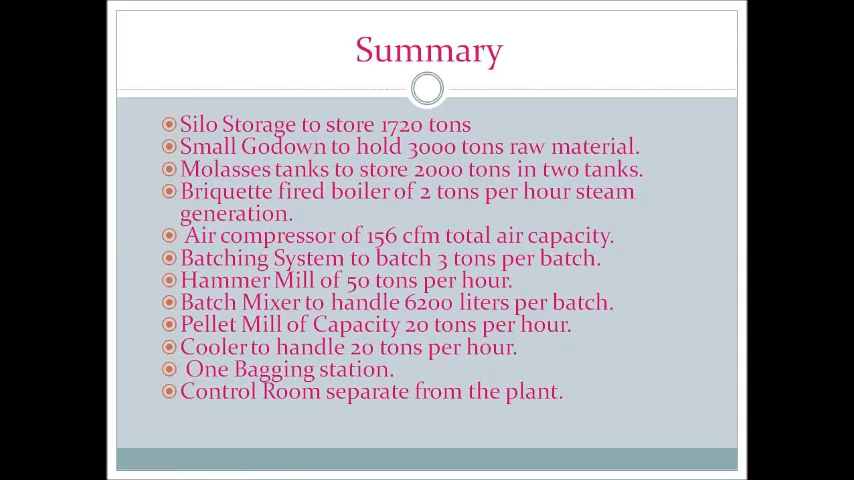 Summary
Silo Storage to store 1720 tons
Small Godown to hold 3000 tons raw material.
Molasses tanks to store 2000 tons in two tanks.
Briquette fired boiler of 2 tons per hour steam
generation.
Air compressor of 156 cfm total air capacity.
Batching System to batch 3 tons per batch.
Hammer Mill of 50 tons per hour.
Batch Mixer to handle 6200 liters per batch.
Pellet Mill of Capacity 20 tons per hour.
Cooler to handle 20 tons per hour.
One Bagging station.
Control Room separate from the plant.